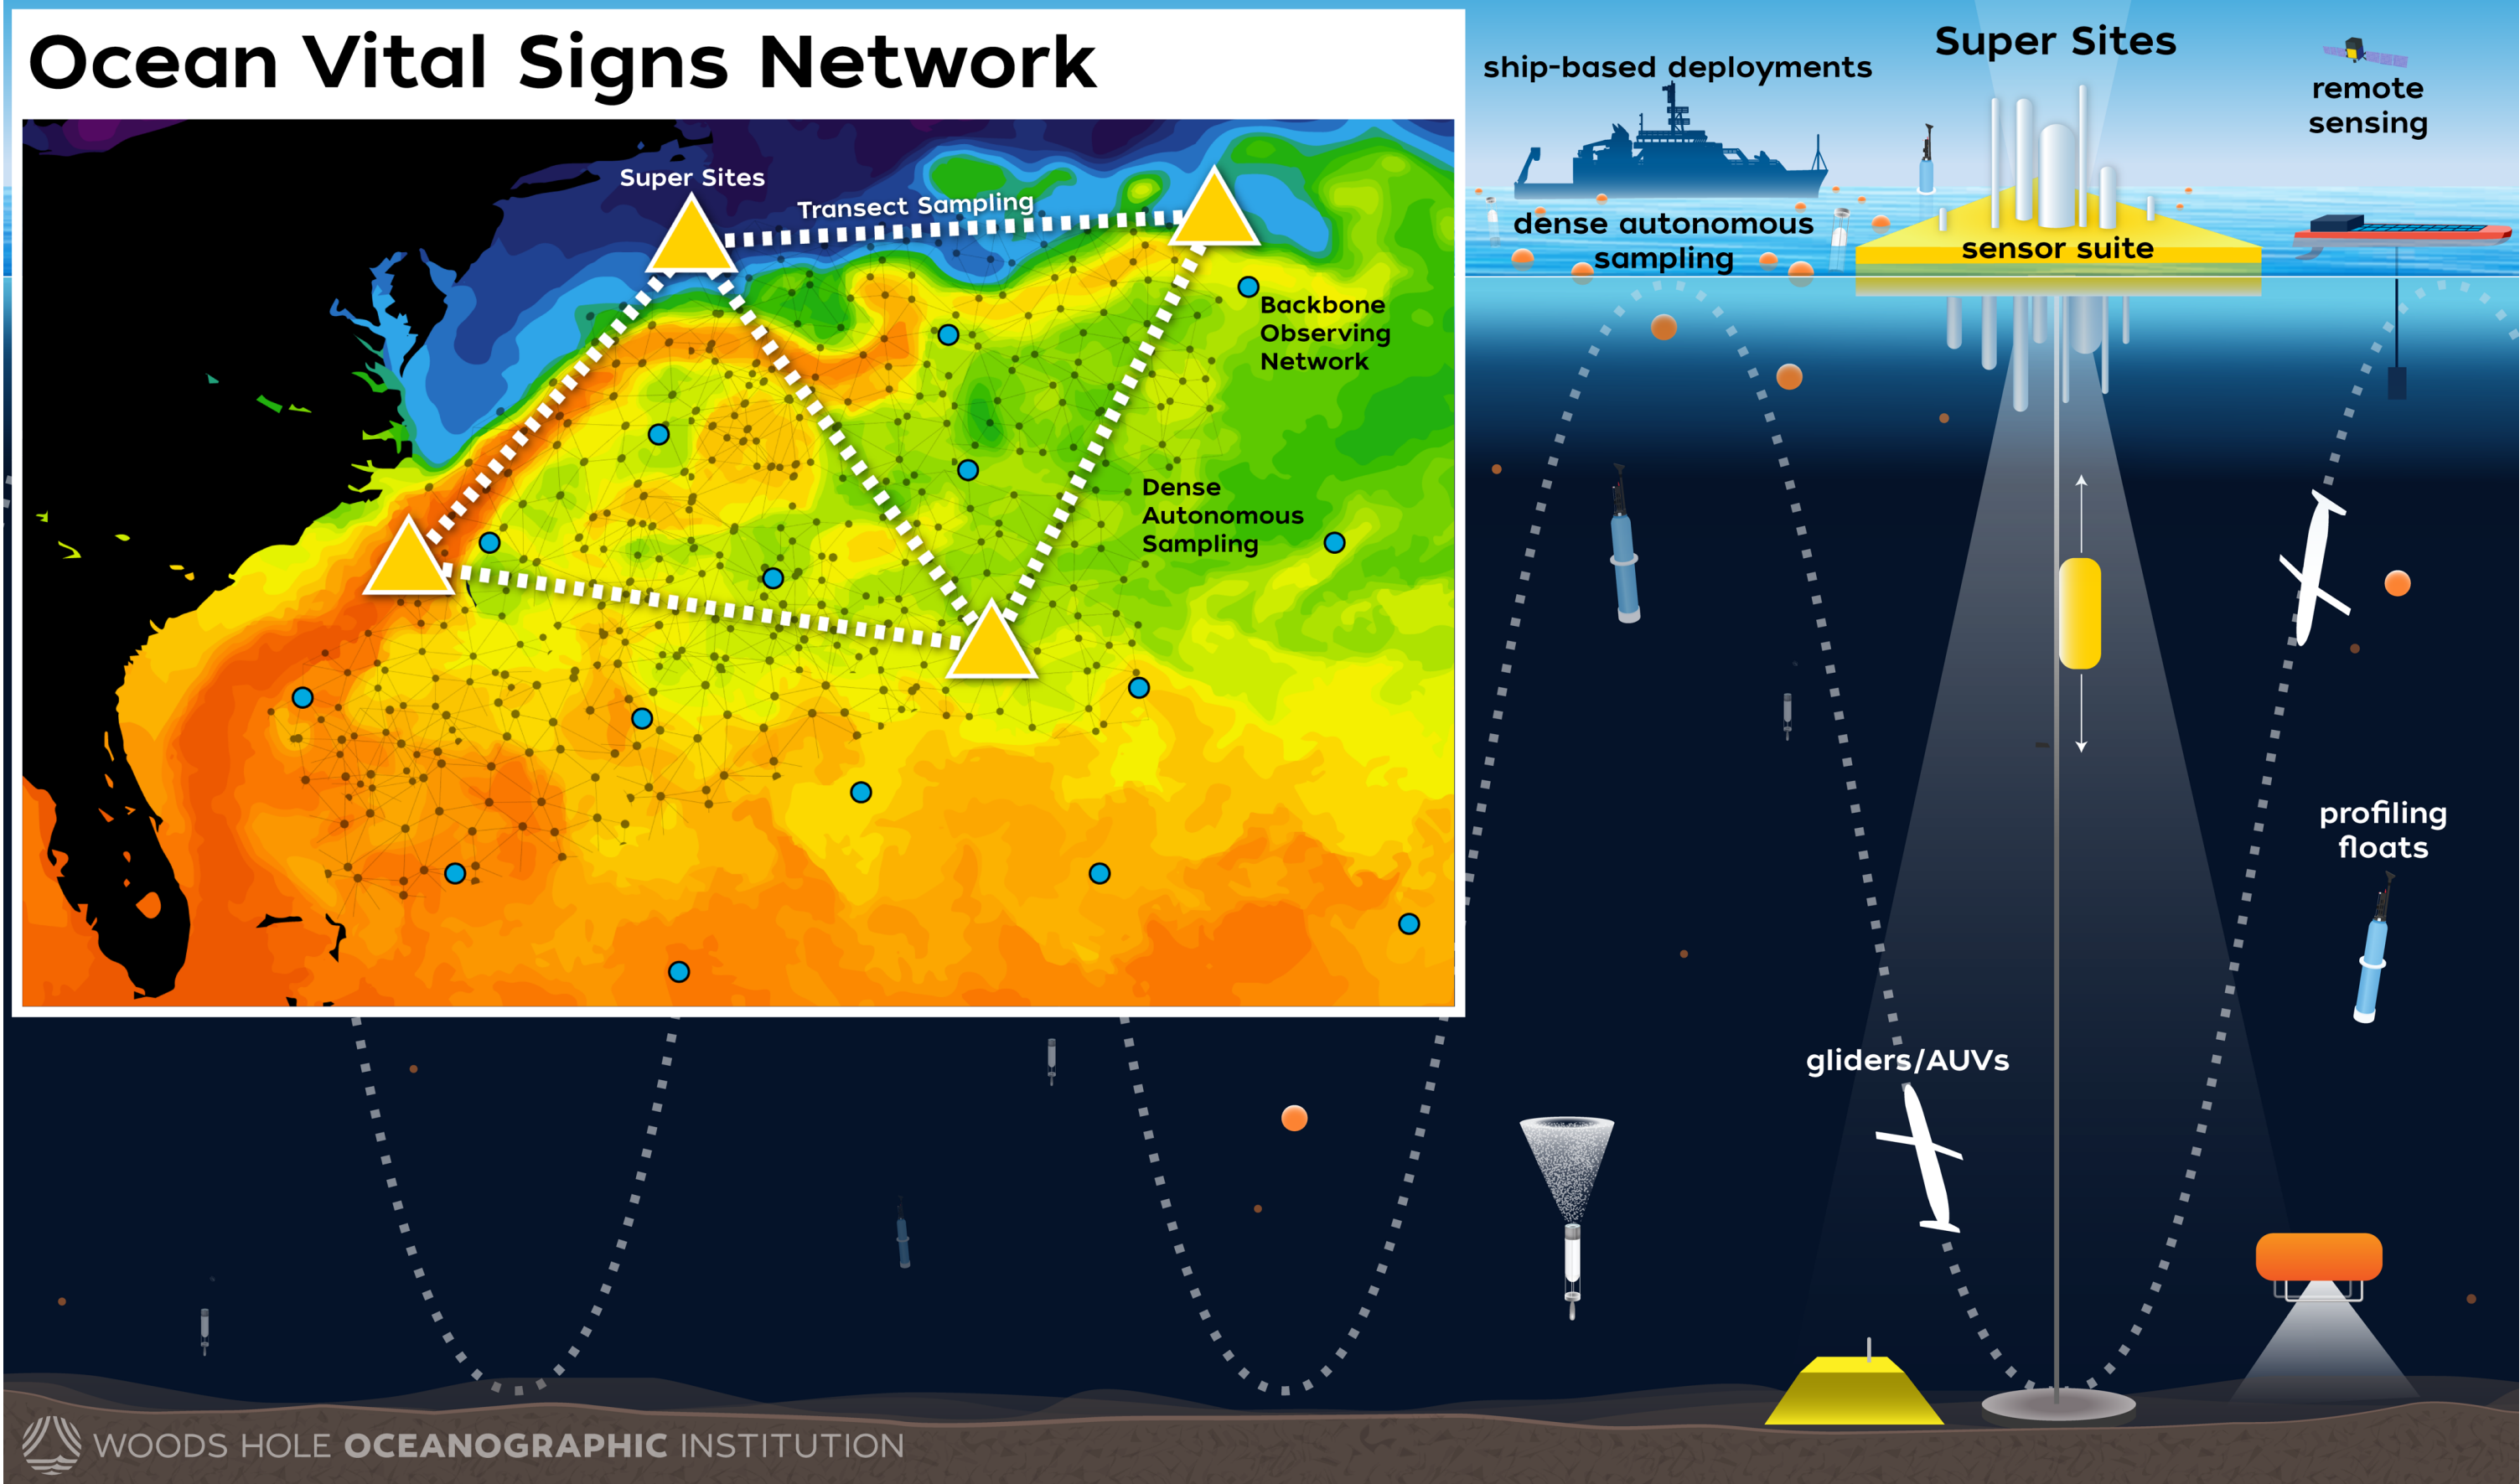 Ocean Vital Signs Network
Super Sites
Transect Sampling
Backbone
Observing
Network
Dense
Autonomous
Sampling
ship-based deployments
Super Sites
remote
sensing
dense autonomous
sampling
sensor suite
profiling
floats
gliders/AUVs
WOODS HOLE OCEANOGRAPHIC INSTITUTION